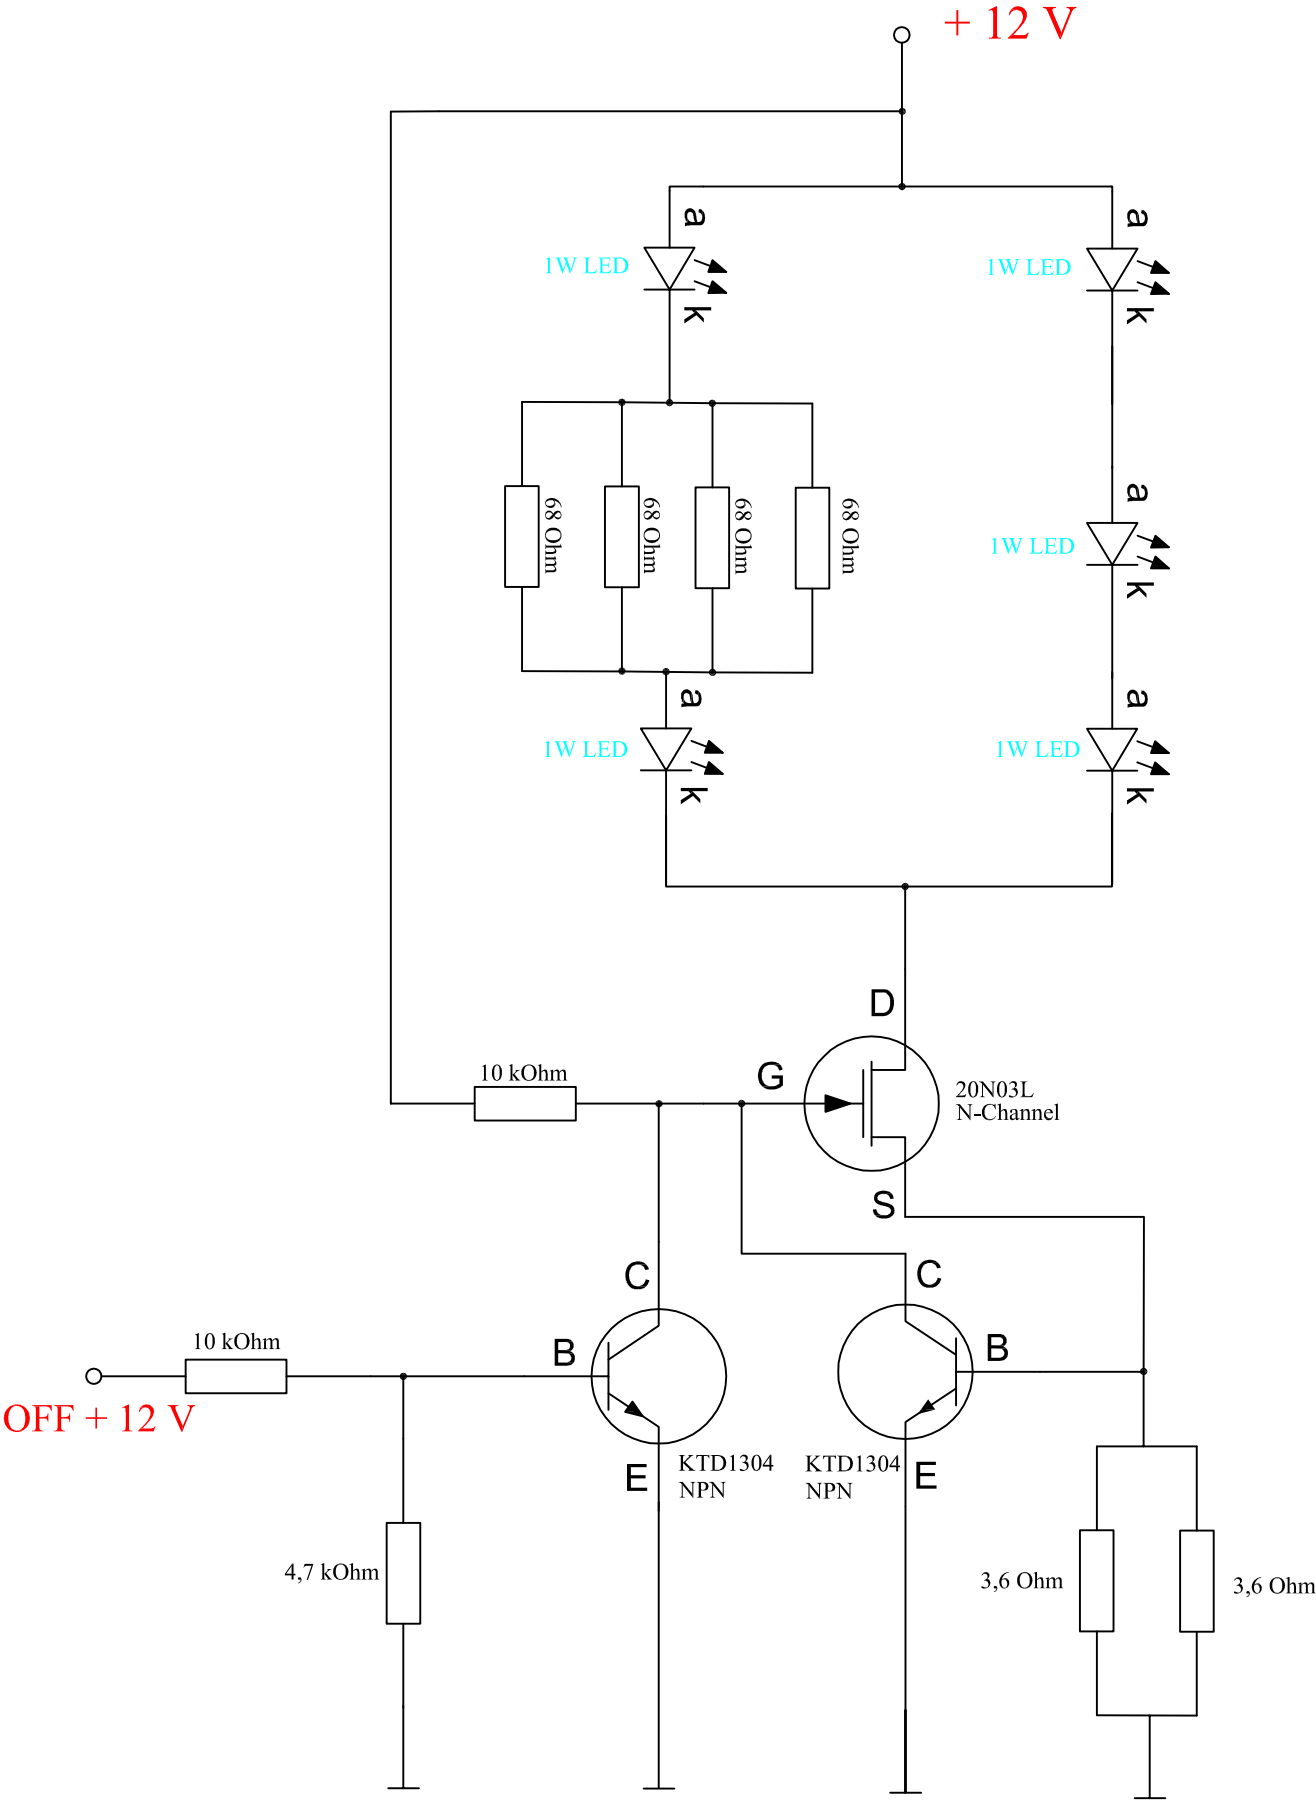 + 12 V
a
a
1W LED
1W LED
k
k
68 Ohm
68 Ohm
68 Ohm
68 Ohm
a
1W LED
k
a
a
1W LED
1W LED
k
k
D
10 kOhm
G
20N03L
N-Channel
S
C
C
10 kOhm
B
B
OFF + 12 V
E
KTD1304
NPN
KTD1304
NPN
E
4,7 kOhm
3,6 Ohm
3,6 Ohm